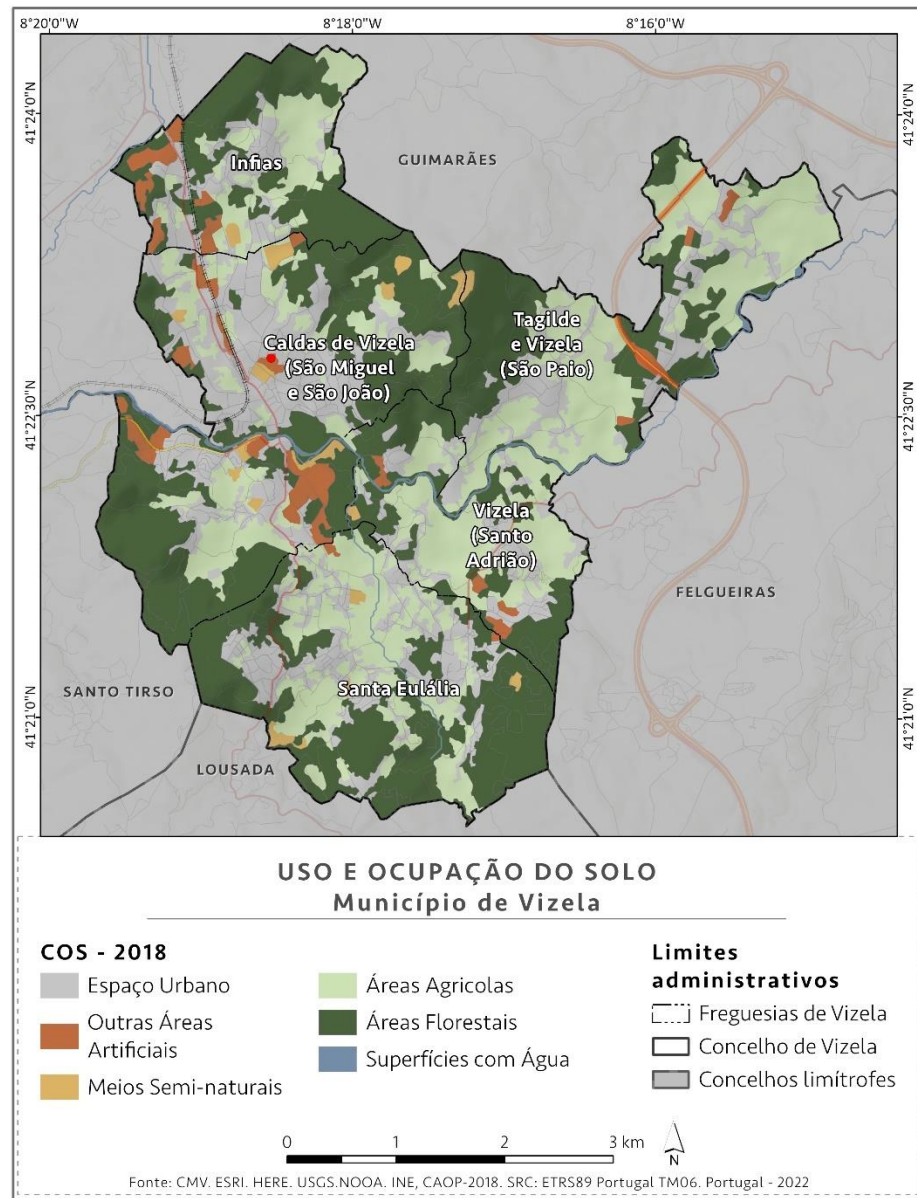 8°20'0"W
8°18'0"W
8°16'0"W
41°24'0"N
41°24'0"N
GUIMARÃES
Infias
Tagilde
e Vizela
(São Paio)
Caldas de Vizela
(São Miguel
e São João)
41°22'30"N
41°22'30"N
Vizela
(Santo
Adrião)
FELGUEIRAS
SANTO TIRSO
Santa Eulália
41°21'0"N
41°21'0"N
LOUSADA
USO E OCUPAÇÃO DO SOLO
Município de Vizela
COS - 2018
Espaço Urbano
Outras Áreas
Artificiais
Meios Semi-naturais
Áreas Agricolas
Áreas Florestais
Superfícies com Água
Limites
administrativos
Freguesias de Vizela
Concelho de Vizela
Concelhos limítrofes
0 1 2 3 km
N
Fonte: CMV. ESRI. HERE. USGS.NOOA. INE, CAOP-2018. SRC: ETRS89 Portugal TM06. Portugal - 2022